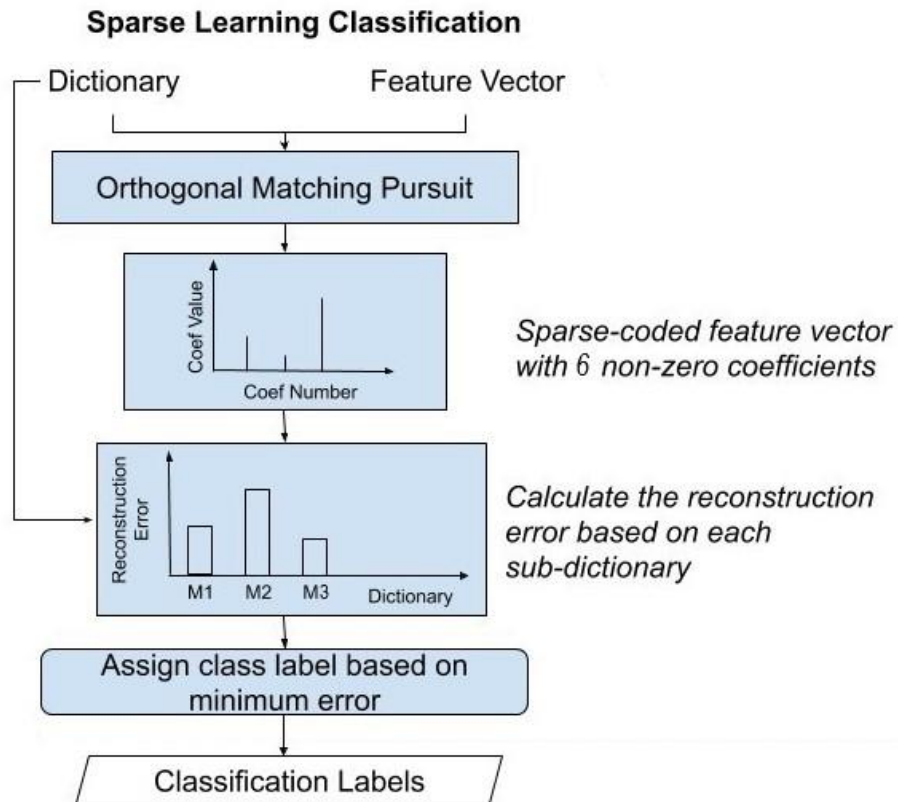 Sparse Learning Classification
Dictionary
Feature Vector
Orthogonal Matching Pursuit
Coef Value
Coef Number
Sparse-coded feature vector
with 6 non-zero coefficients
Reconstruction
Error
M1
M2
M3
Dictionary
Calculate the reconstruction
error based on each
sub-dictionary
Assign class label based on
minimum error
Classification Labels